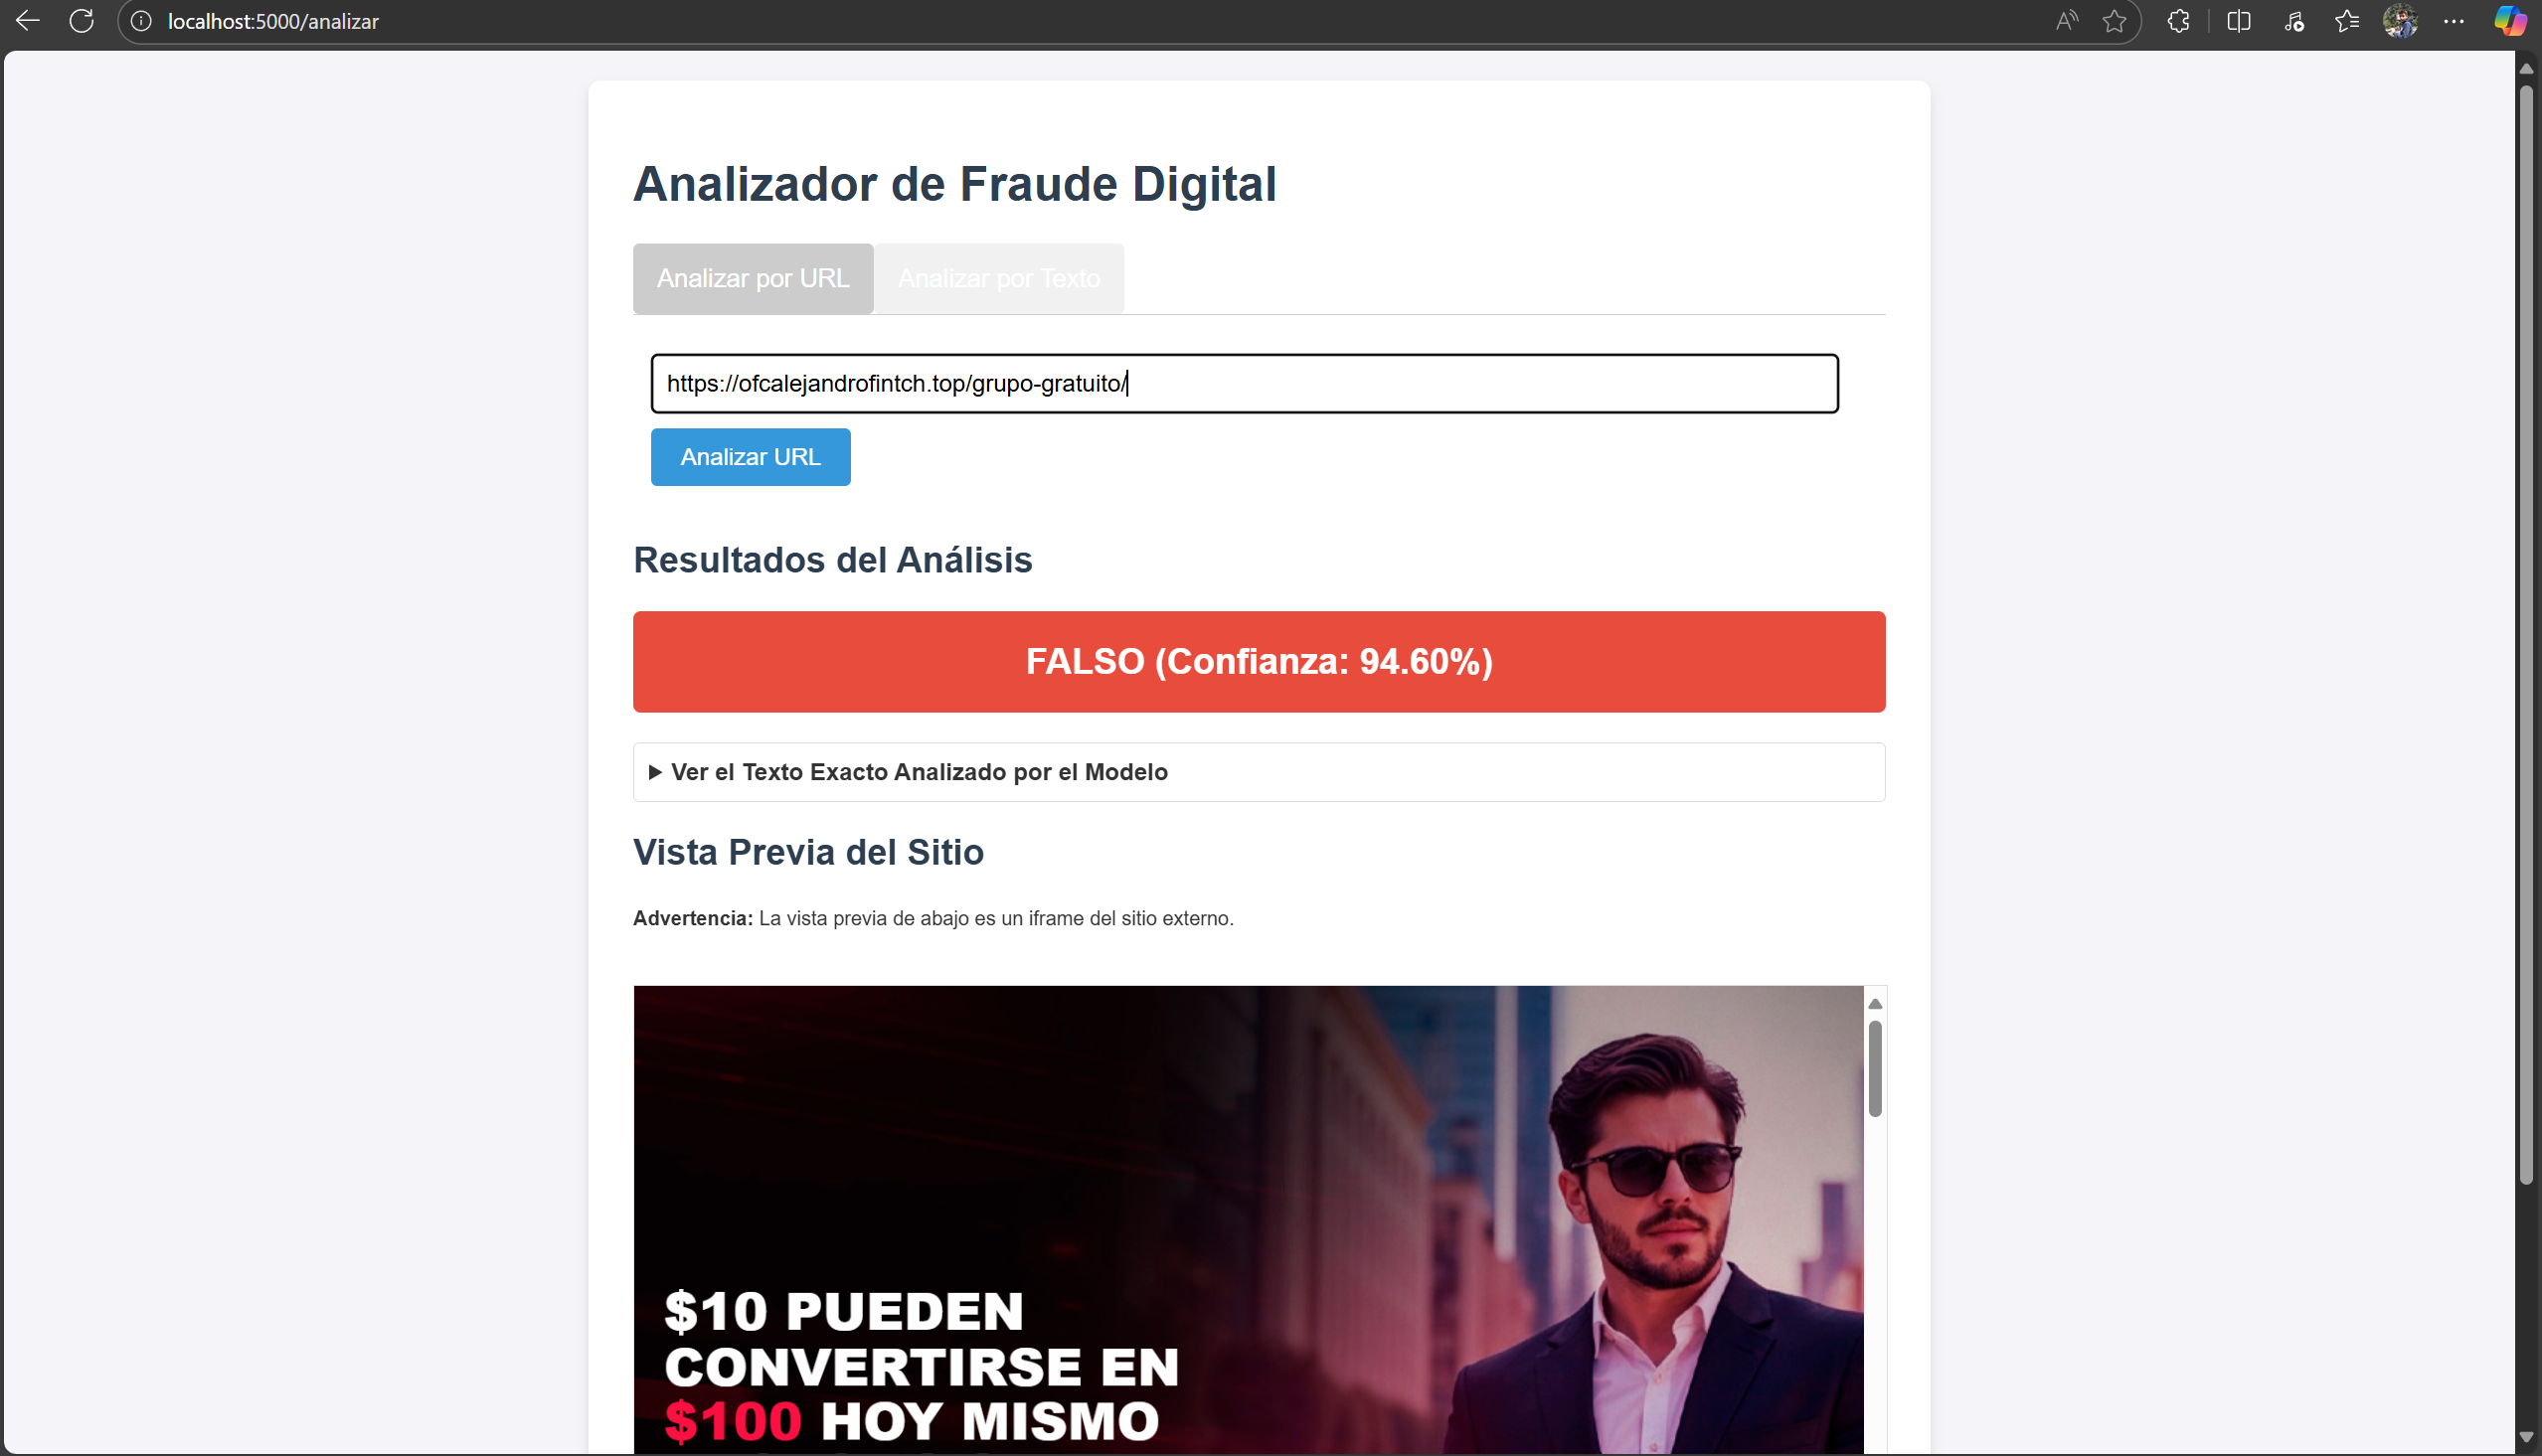 localhost:5000/analizar
Analizador de Fraude Digital
Analizar por URL
Analizar por Texto
https://ofcalejandrofintch.top/grupo-gratuito/
Analizar URL
Resultados del Análisis
FALSO (Confianza: 94.60%)
Ver el Texto Exacto Analizado por el Modelo
Vista Previa del Sitio
Advertencia: La vista previa de abajo es un iframe del sitio externo.
$10 PUEDEN
CONVERTIRSE EN
$100 HOY MISMO